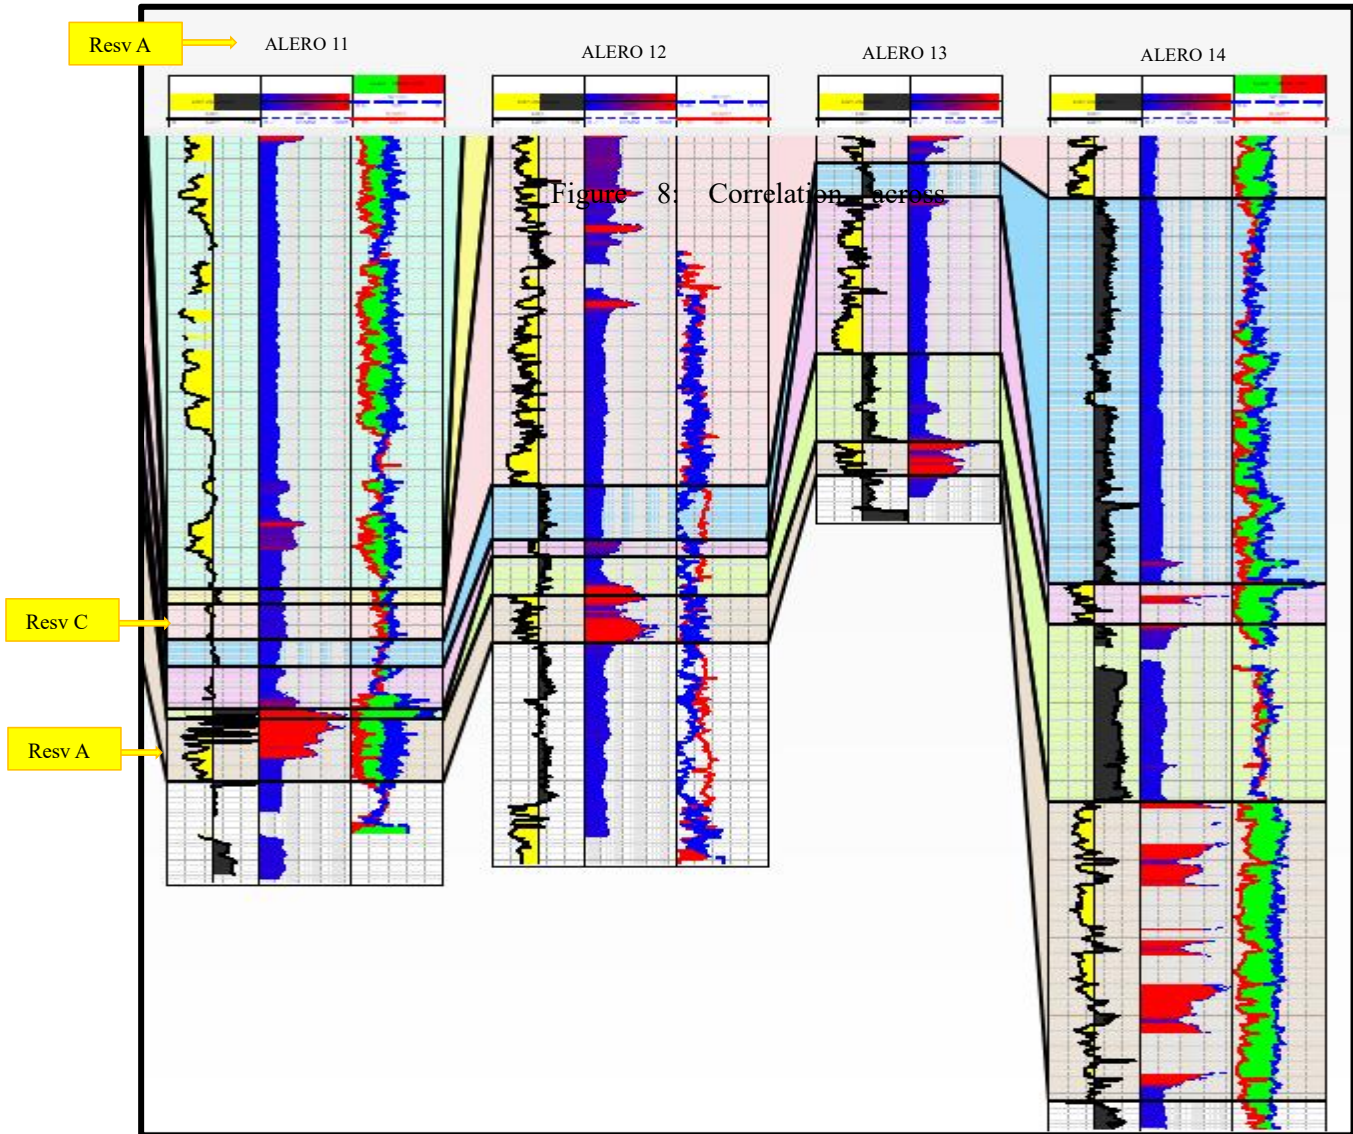 Resv A
ALERO 11
ALERO 12
ALERO 13
ALERO 14
Figure 8: Correlation across
Resv C
Resv A